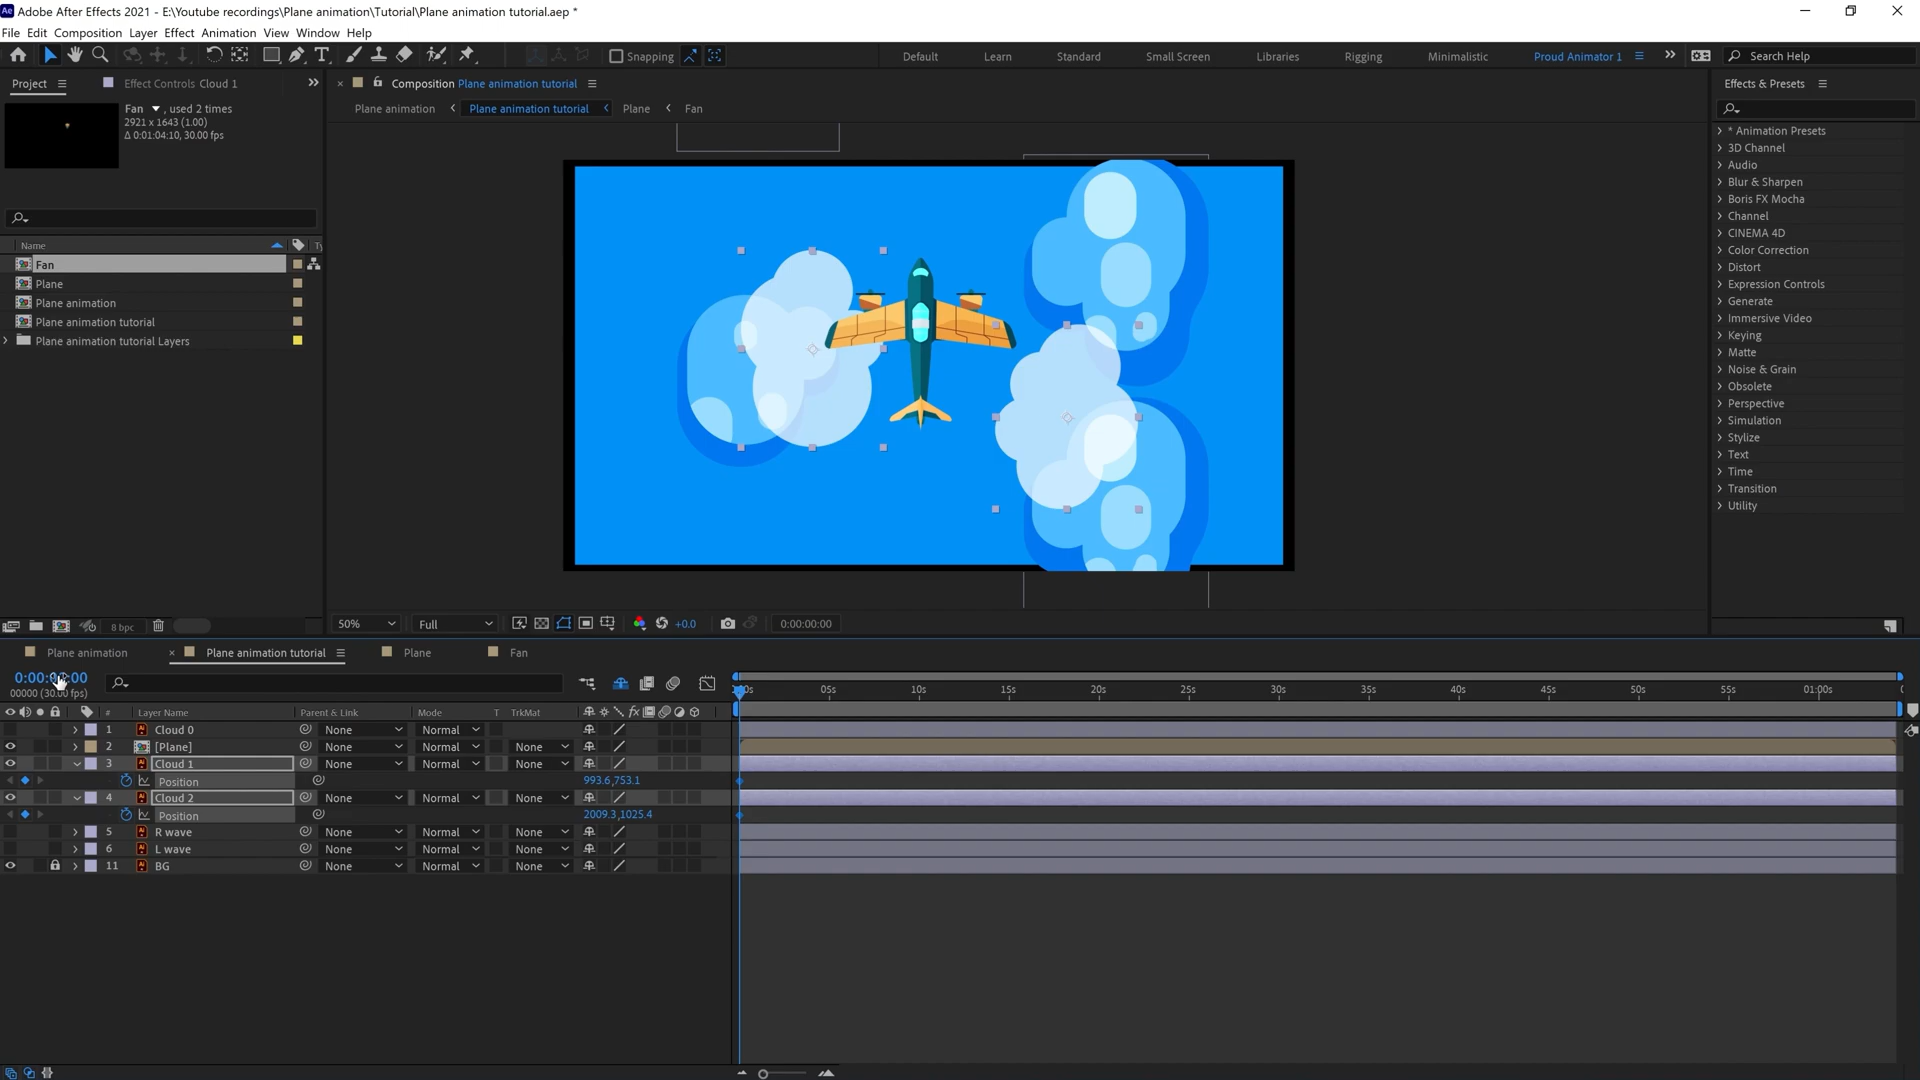 Ae Adobe After Effects 2021 - E:\Youtube recordings\Plane animation\Tutorial\Plane animation tutorial.aep *
File Edit Composition Layer Effect Animation View Window Help
Snapping Default Learn Standard Small Screen Libraries Rigging Minimalistic Proud Animator 1 Search Help
Project Effect Controls Cloud 1
Composition Plane animation tutorial
Effects & Presets
Plane animation Plane animation tutorial Plane Fan
Fan , used 2 times
2921 x 1643 (1.00)
Δ 0:01:04:10, 30.00 fps
Name Ty
Fan
Plane
Plane animation
Plane animation tutorial
Plane animation tutorial Layers
* Animation Presets
3D Channel
Audio
Blur & Sharpen
Boris FX Mocha
Channel
CINEMA 4D
Color Correction
Distort
Expression Controls
Generate
Immersive Video
Keying
Matte
Noise & Grain
Obsolete
Perspective
Simulation
Stylize
Text
Time
Transition
Utility
8 bpc
50% Full +0.0 0:00:00:00
Plane animation Plane animation tutorial Plane Fan
00000 (30.00 fps)
05s 10s 15s 20s 25s 30s 35s 40s 45s 50s 55s 01:00s
# Layer Name Parent & Link Mode T TrkMat fx
1 Cloud 0 None Normal
2 [Plane] None Normal None
3 Cloud 1 None Normal None
Position 993.6,753.1
4 Cloud 2 None Normal None
Position 2009.3,1025.4
5 R wave None Normal None
6 L wave None Normal None
11 BG None Normal None